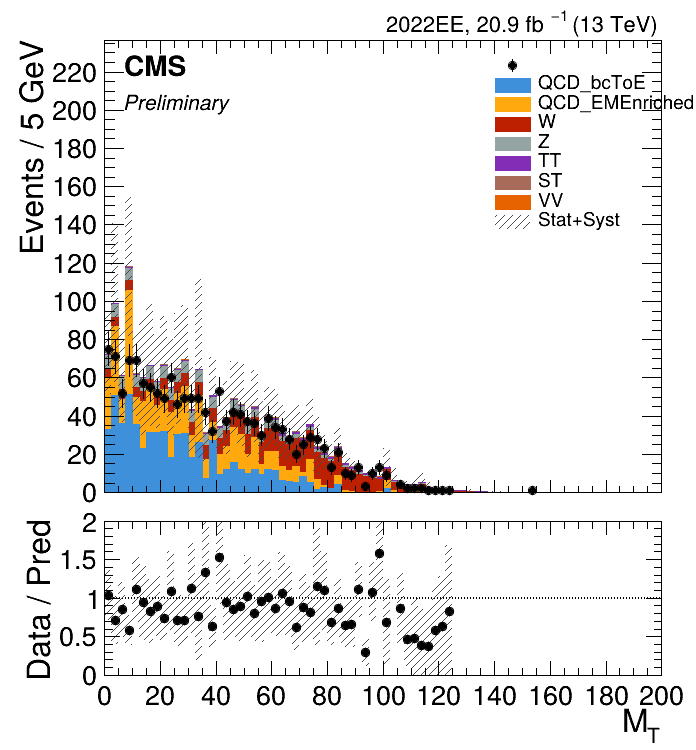 2022EE, 20.9 fb⁻¹ (13 TeV)
CMS
Preliminary
QCD_bcToE
QCD_EMEnriched
W
Z
TT
ST
VV
Stat+Syst
Events / 5 GeV
220
200
180
160
140
120
100
80
60
40
20
0
Data / Pred
2
1.5
1
0.5
0
0 20 40 60 80 100 120 140 160 180 200
M_T